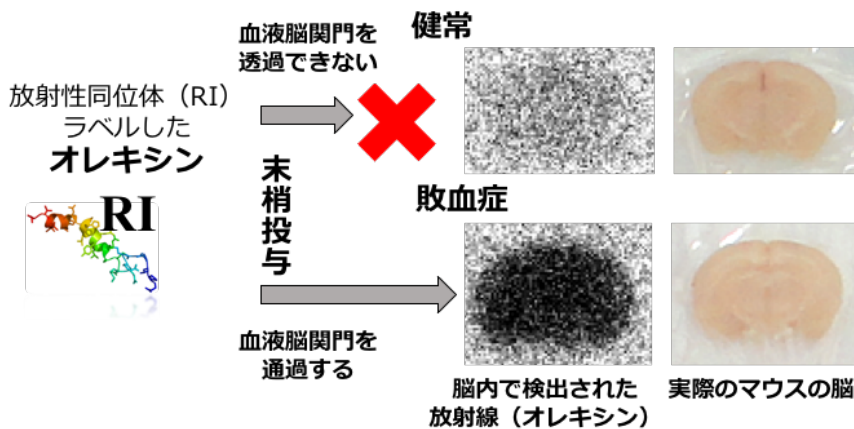 血液脳関門を
透過できない
健常
放射性同位体（RI）
ラベルした
オレキシン
RI
末梢投与
敗血症
血液脳関門を
通過する
脳内で検出された
放射線（オレキシン）
実際のマウスの脳